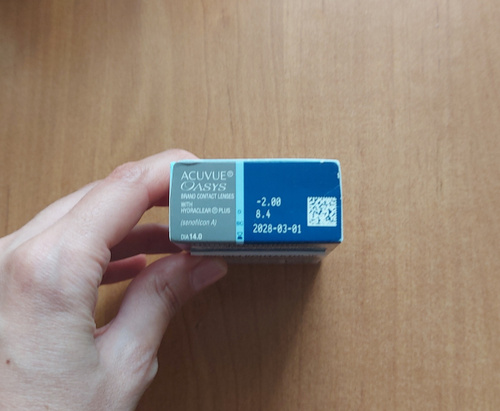 ACUVUE®
OASYS
BRAND CONTACT LENSES
WITH
HYDRACLEAR® PLUS
(senofilcon A)
DIA 14.0
-2.00
8.4
2028-03-01